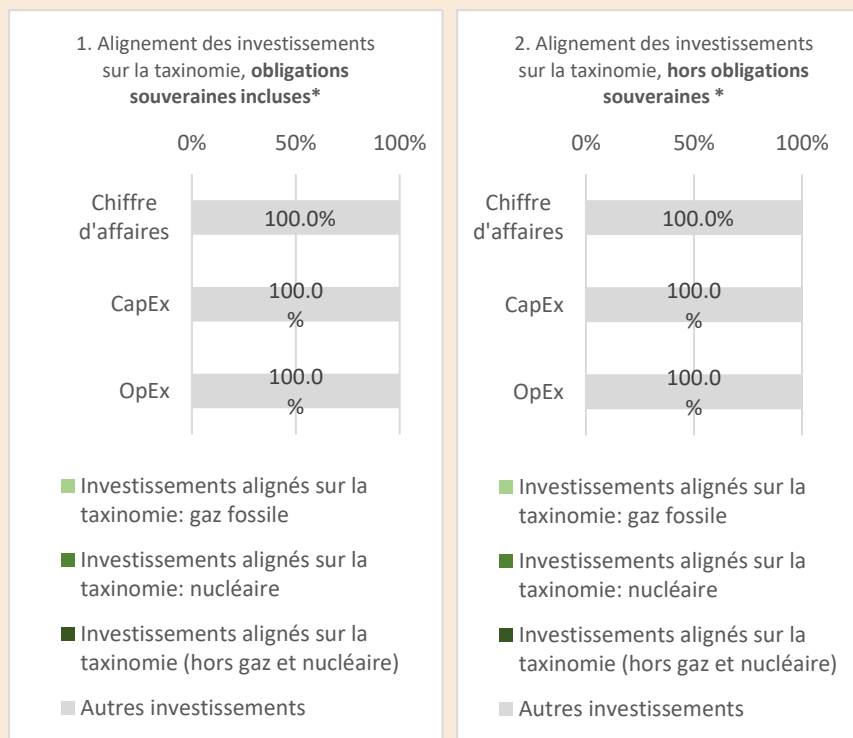 1. Alignement des investissements
sur la taxinomie, obligations
souveraines incluses*
0% 50% 100%
Chiffre
d'affaires
100.0%
CapEx
100.0
%
OpEx
100.0
%
Investissements alignés sur la
taxinomie: gaz fossile
Investissements alignés sur la
taxinomie: nucléaire
Investissements alignés sur la
taxinomie (hors gaz et nucléaire)
Autres investissements
2. Alignement des investissements
sur la taxinomie, hors obligations
souveraines *
0% 50% 100%
Chiffre
d'affaires
100.0%
CapEx
100.0
%
OpEx
100.0
%
Investissements alignés sur la
taxinomie: gaz fossile
Investissements alignés sur la
taxinomie: nucléaire
Investissements alignés sur la
taxinomie (hors gaz et nucléaire)
Autres investissements